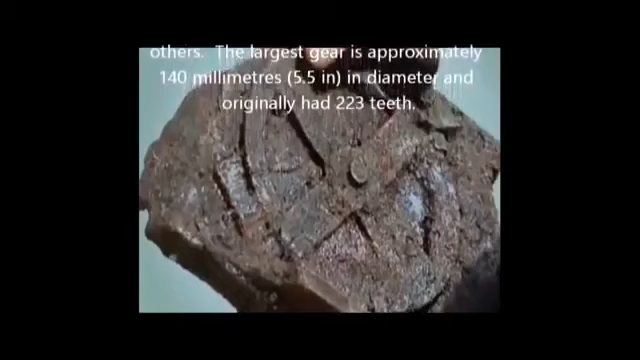 others. The largest gear is approximately
140 millimetres (5.5 in) in diameter and
originally had 223 teeth.